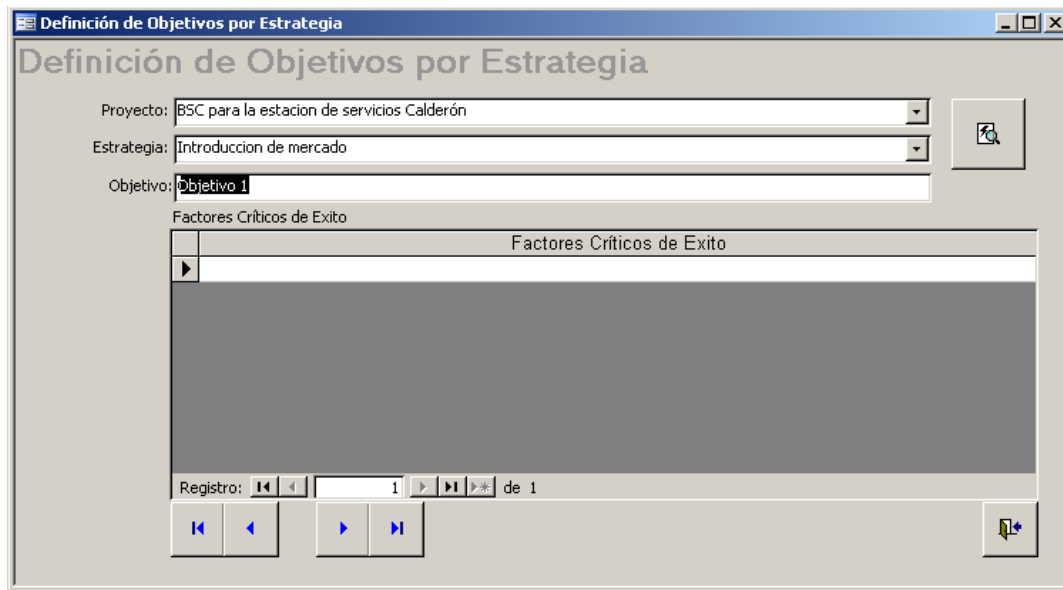 Definición de Objetivos por Estrategia
Definición de Objetivos por Estrategia
Proyecto: BSC para la estacion de servicios Calderón
Estrategia: Introduccion de mercado
Objetivo: Objetivo 1
Factores Críticos de Exito
Factores Críticos de Exito
Registro: 1 de 1